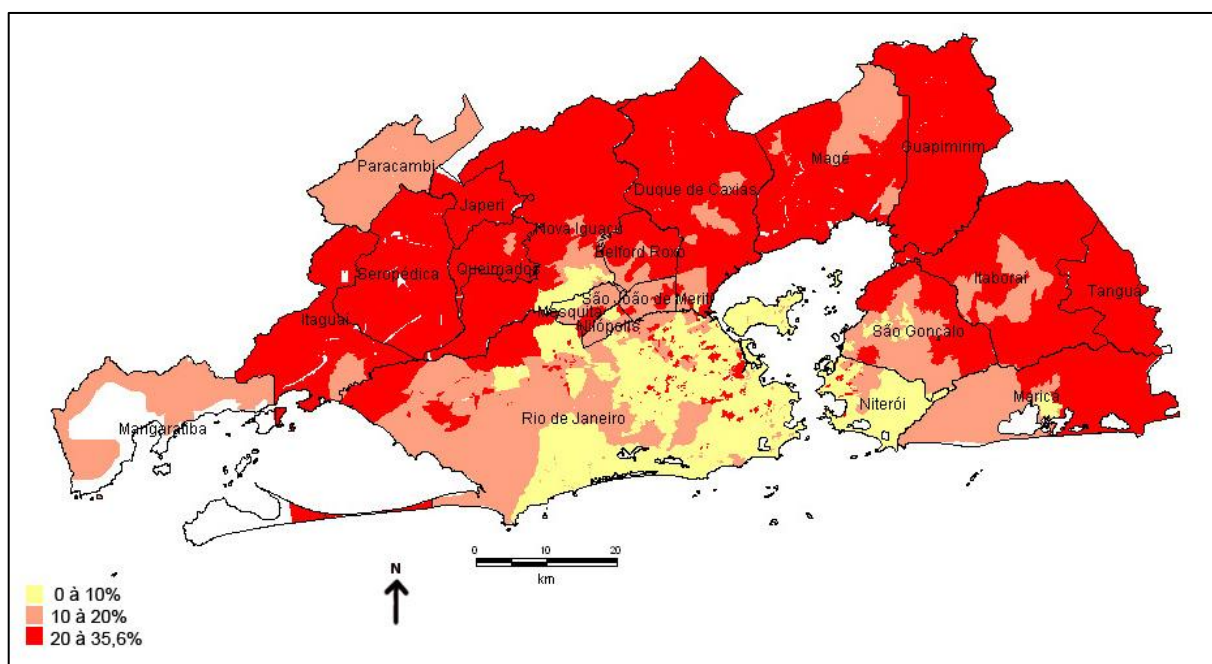 Paracambi
Magé
Guapimirim
Duque de Caxias
Japeri
Nova Iguaçu
Belford Roxo
Seropédica
Queimados
Itaboraí
Tanguá
São João de Meriti
Mesquita
Nilópolis
Itaguaí
São Gonçalo
Mangaratiba
Rio de Janeiro
Niterói
Maricá
0 10 20
km
N
0 à 10%
10 à 20%
20 à 35,6%